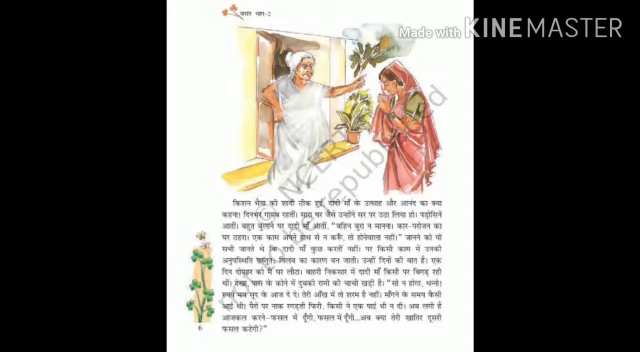 वसंत भाग-2
Made with KINEMASTER
किशन भैया की शादी ठीक हुई, दादी माँ के उत्साह और आनंद का क्या
कहना! दिनभर गायब रहतीं। सारा घर जैसे उन्होंने सर पर उठा लिया हो। पड़ोसिनें
आतीं। बहुत बुलाने पर दादी माँ आतीं, "बहिन बुरा न मानना। कार-परोजन का
घर ठहरा। एक काम अपने हाथ से न करूँ, तो होनेवाला नहीं।" जानने को यों
सभी जानते थे कि दादी माँ कुछ करतीं नहीं। पर किसी काम में उनकी
अनुपस्थिति वस्तुतः विलंब का कारण बन जाती। उन्हीं दिनों की बात है। एक
दिन दोपहर को मैं घर लौटा। बाहरी निकसार में दादी माँ किसी पर बिगड़ रही
थीं। देखा, पास के कोने में दुबकी रामी की चाची खड़ी है। "सो न होगा, धन्नो!
रुपये मय सूद के आज दे दे। तेरी आँख में तो शरम है नहीं। माँगने के समय कैसी
आई थी! पैरों पर नाक रगड़ती फिरी, किसी ने एक पाई भी न दी। अब लगी है
आजकल करने-फसल में दूँगी, फसल में दूँगी...अब क्या तेरी खातिर दूसरी
फसल कटेगी?"
6